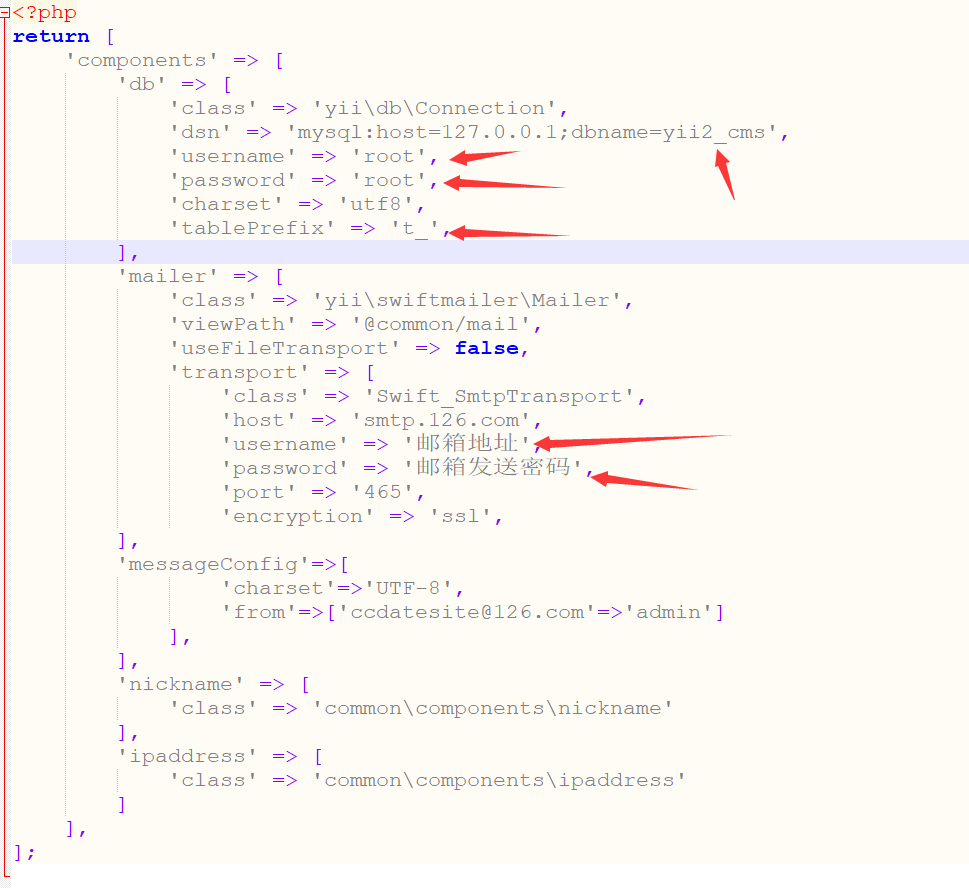 <?php
return [
    'components' => [
        'db' => [
            'class' => 'yii\db\Connection',
            'dsn' => 'mysql:host=127.0.0.1;dbname=yii2_cms',
            'username' => 'root',
            'password' => 'root',
            'charset' => 'utf8',
            'tablePrefix' => 't_',
        ],
        'mailer' => [
            'class' => 'yii\swiftmailer\Mailer',
            'viewPath' => '@common/mail',
            'useFileTransport' => false,
            'transport' => [
                'class' => 'Swift_SmtpTransport',
                'host' => 'smtp.126.com',
                'username' => '邮箱地址',
                'password' => '邮箱发送密码',
                'port' => '465',
                'encryption' => 'ssl',
        ],
        'messageConfig'=>[
                'charset'=>'UTF-8',
                'from'=>['ccdatesite@126.com'=>'admin']
            ],
        ],
        'nickname' => [
            'class' => 'common\components\nickname'
        ],
        'ipaddress' => [
            'class' => 'common\components\ipaddress'
        ]
    ],
];